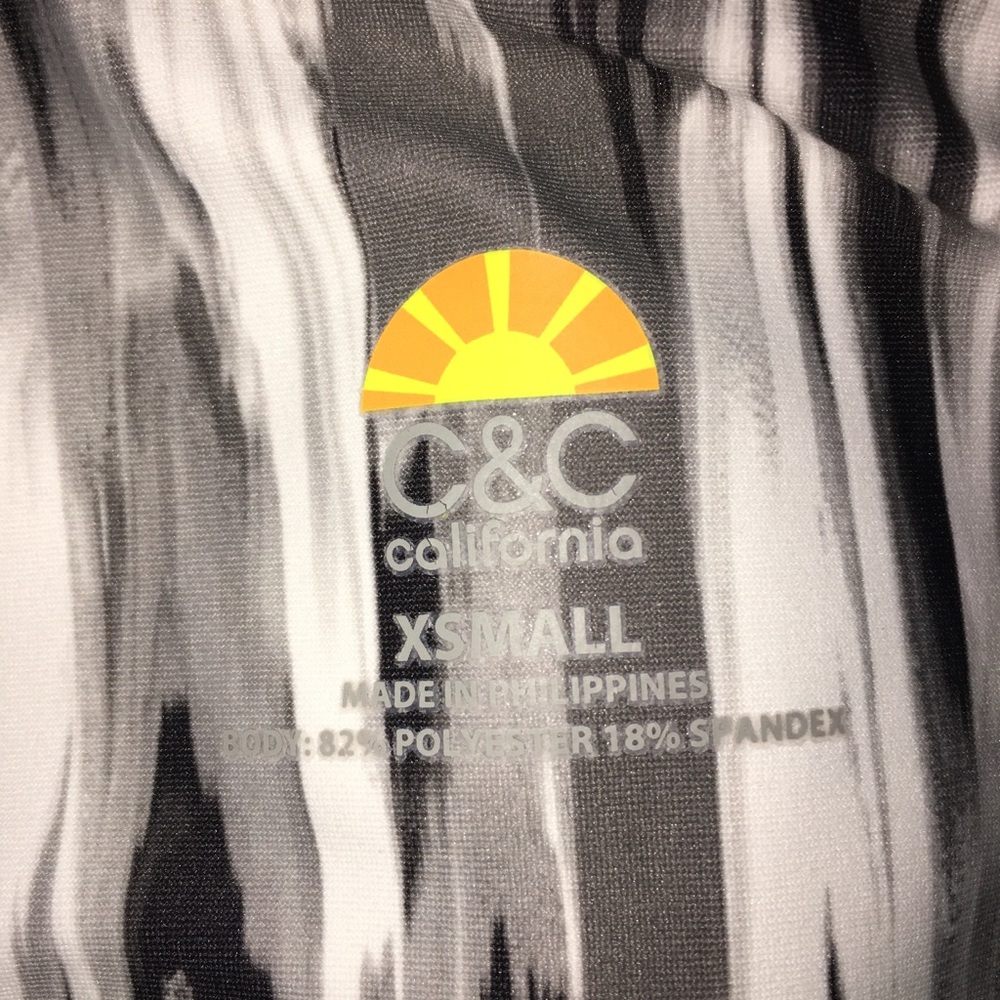 C&C
california
XSMALL
MADE IN PHILIPPINES
BODY: 82% POLYESTER 18% SPANDEX